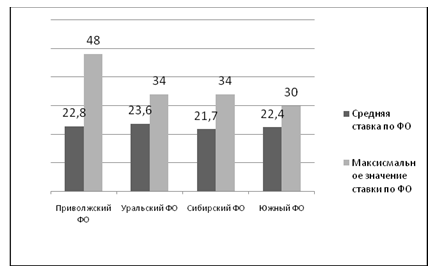 48
34
34
30
22,8
23,6
21,7
22,4
Средняя
ставка по ФО
Максисмальн
ое значение
ставки по ФО
Приволжский
ФО
Уральский ФО
Сибирский ФО
Южный ФО